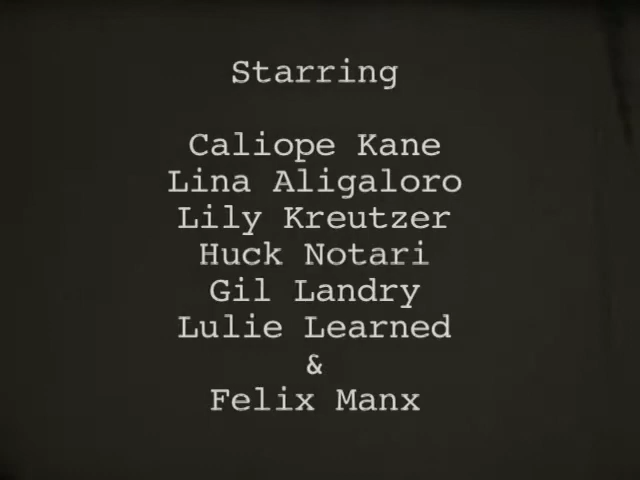 Starring
Caliope Kane
Lina Aligaloro
Lily Kreutzer
Huck Notari
Gil Landry
Lulie Learned
&
Felix Manx